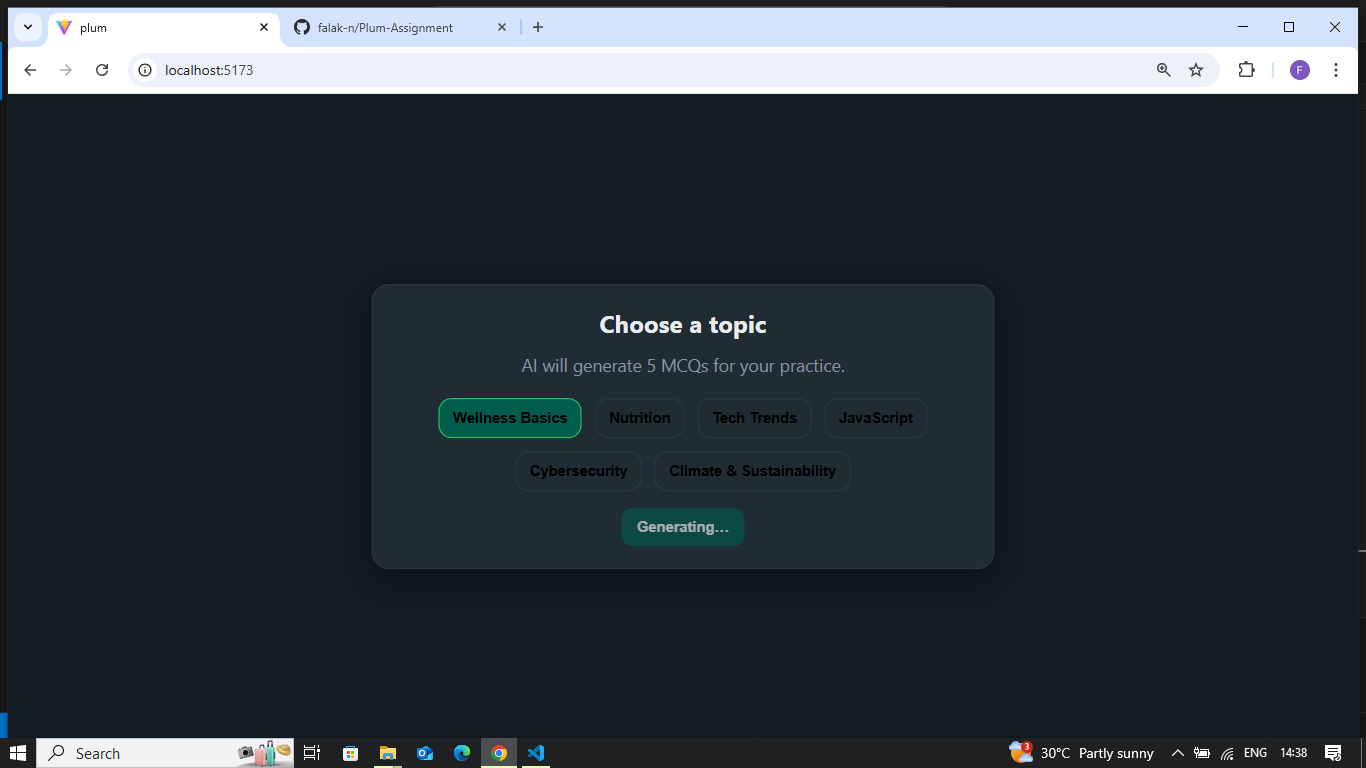 plum
falak-n/Plum-Assignment
localhost:5173
F
Choose a topic
AI will generate 5 MCQs for your practice.
Wellness Basics Nutrition Tech Trends JavaScript
Cybersecurity Climate & Sustainability
Generating...
Search
3
30°C Partly sunny
ENG
14:38